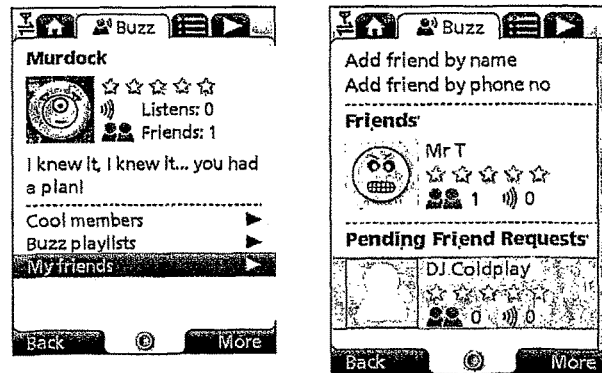 Buzz
Murdock
Listens: 0
Friends: 1
I knew it, I knew it... you had
a plan!
Cool members
Buzz playlists
My friends
Back
More
Buzz
Add friend by name
Add friend by phone no
Friends
Mr T
1
0
Pending Friend Requests
DJ Coldplay
0
0
Back
More